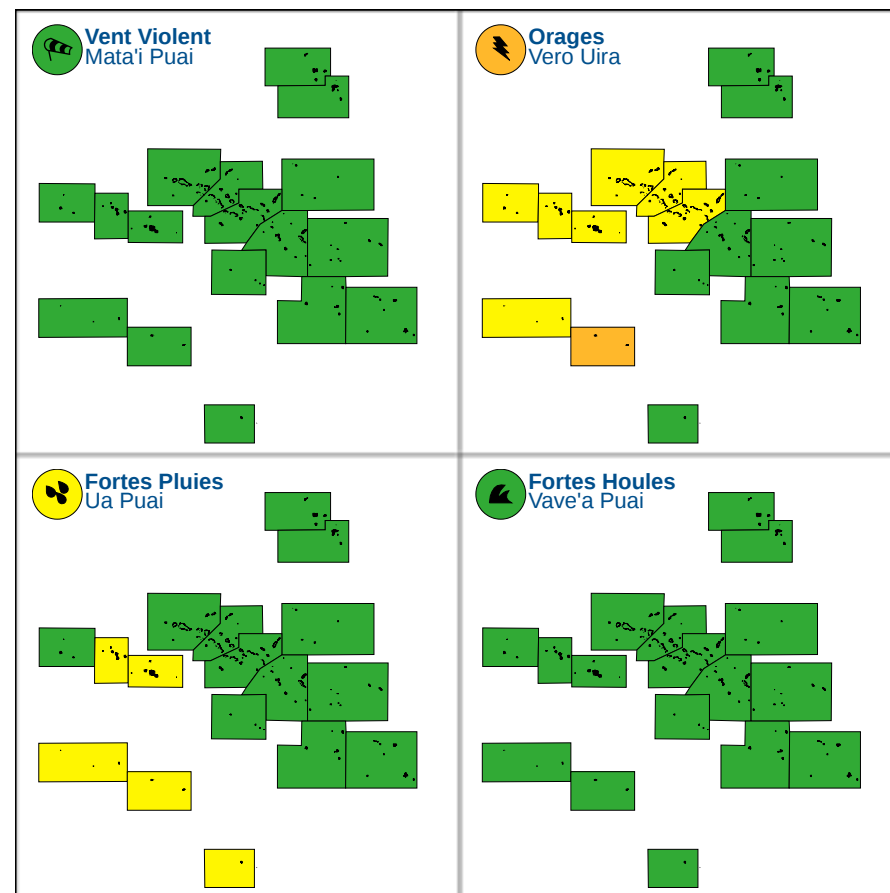 Vent Violent
Mata'i Puai
Orages
Vero Uira
Fortes Pluies
Ua Puai
Fortes Houles
Vave'a Puai